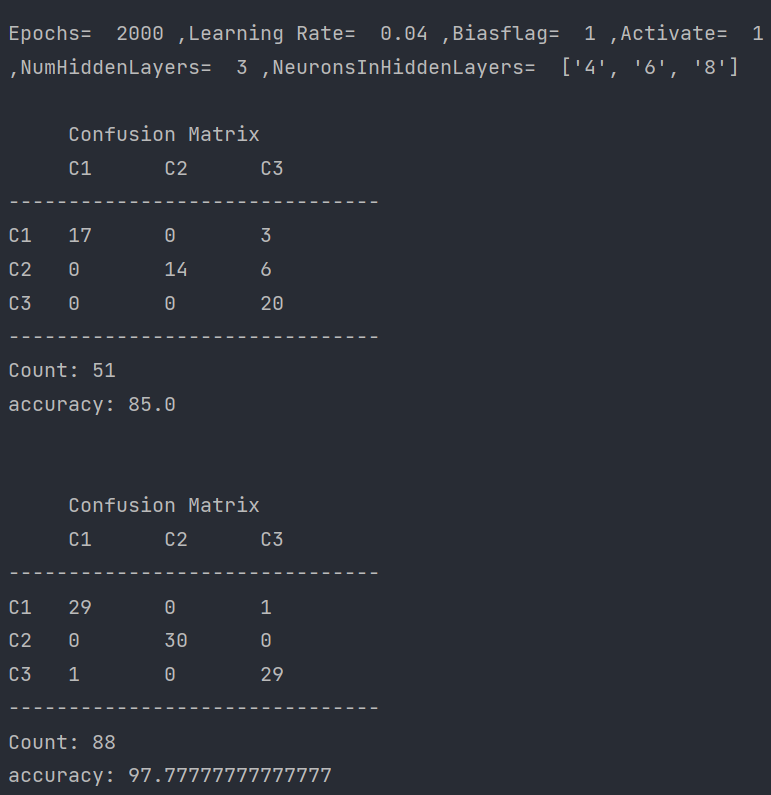 Epochs=  2000 ,Learning Rate=  0.04 ,Biasflag=  1 ,Activate=  1
,NumHiddenLayers=  3 ,NeuronsInHiddenLayers=  ['4', '6', '8']
     Confusion Matrix
     C1      C2      C3
-------------------------------
C1   17      0       3
C2   0       14      6
C3   0       0       20
-------------------------------
Count: 51
accuracy: 85.0
     Confusion Matrix
     C1      C2      C3
-------------------------------
C1   29      0       1
C2   0       30      0
C3   1       0       29
-------------------------------
Count: 88
accuracy: 97.77777777777777